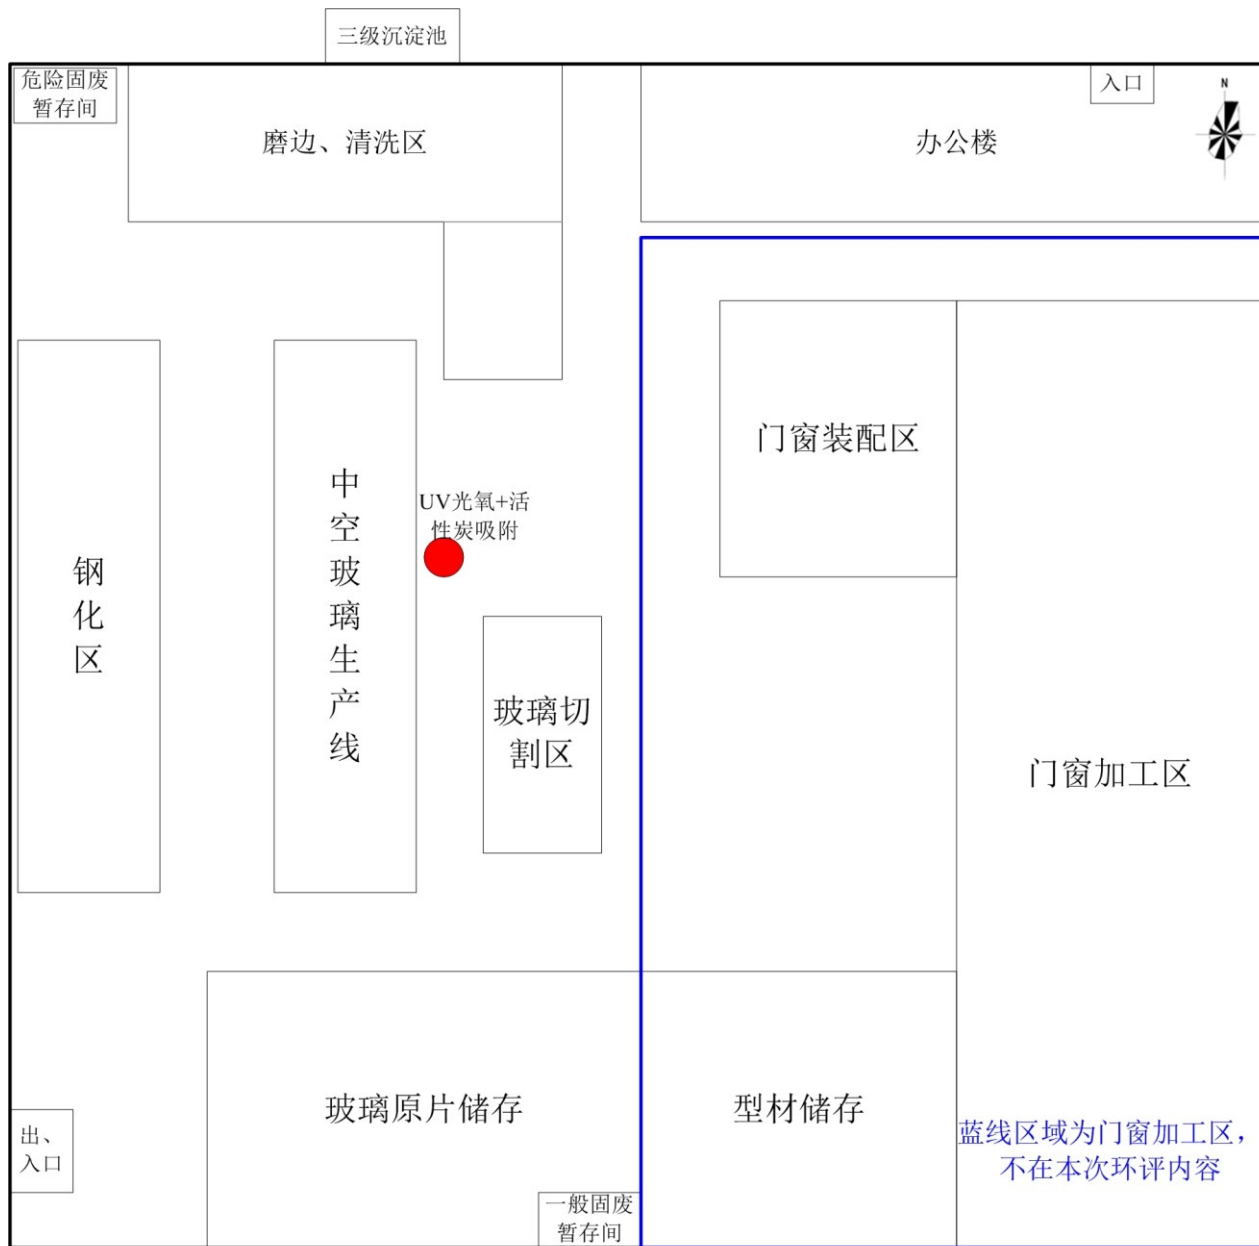 三级沉淀池
危险固废
暂存间
磨边、清洗区
办公楼
入口
N
钢
化
区
中
空
玻
璃
生
产
线
UV光氧+活
性炭吸附
玻璃切
割区
门窗装配区
门窗加工区
玻璃原片储存
型材储存
出、
入口
一般固废
暂存间
蓝线区域为门窗加工区，
不在本次环评内容